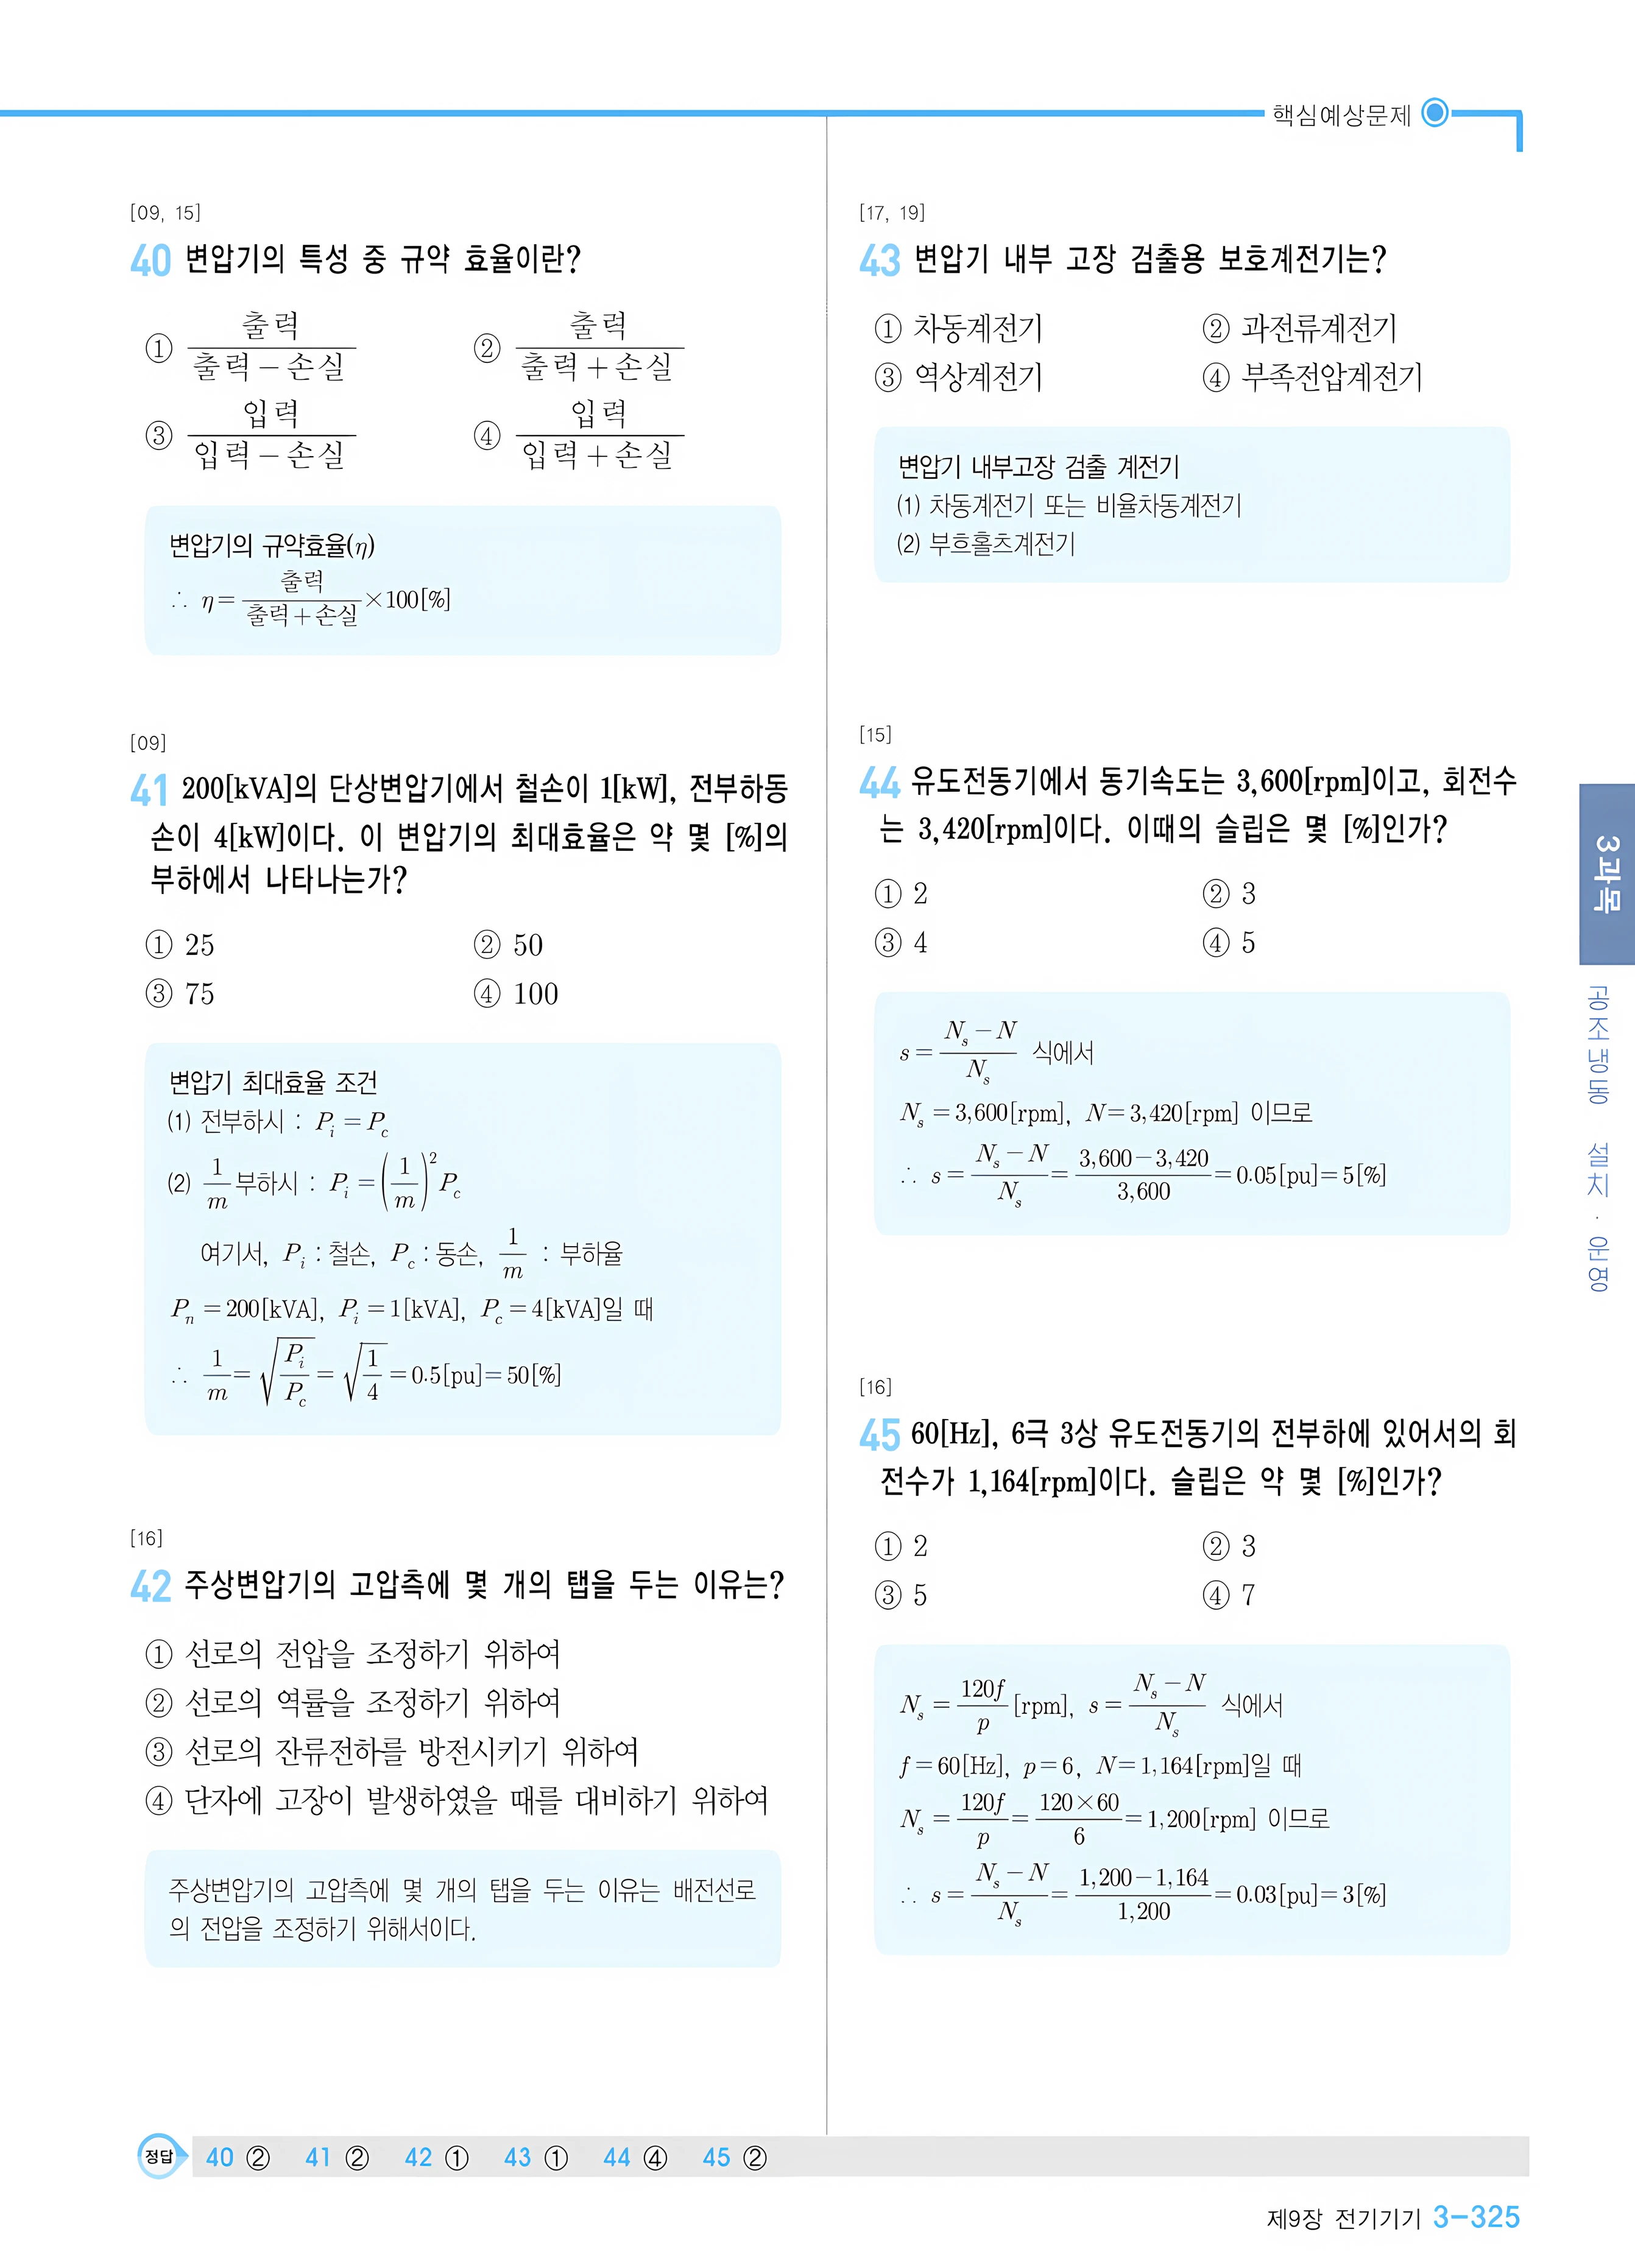 핵심예상문제
[09, 15]
40 변압기의 특성 중 규약 효율이란?
① 출력/(출력－손실) ② 출력/(출력＋손실)
③ 입력/(입력－손실) ④ 입력/(입력＋손실)
변압기의 규약효율(η)
∴ η＝출력/(출력＋손실)×100[%]
[09]
41 200[kVA]의 단상변압기에서 철손이 1[kW], 전부하동
손이 4[kW]이다. 이 변압기의 최대효율은 약 몇 [%]의
부하에서 나타나는가?
① 25 ② 50
③ 75 ④ 100
변압기 최대효율 조건
(1) 전부하시 : P_i＝P_c
(2) 1/m 부하시 : P_i＝(1/m)²P_c
여기서, P_i : 철손, P_c : 동손, 1/m : 부하율
P_n＝200[kVA], P_i＝1[kVA], P_c＝4[kVA]일 때
∴ 1/m＝√(P_i/P_c)＝√(1/4)＝0.5[pu]＝50[%]
[16]
42 주상변압기의 고압측에 몇 개의 탭을 두는 이유는?
① 선로의 전압을 조정하기 위하여
② 선로의 역률을 조정하기 위하여
③ 선로의 잔류전하를 방전시키기 위하여
④ 단자에 고장이 발생하였을 때를 대비하기 위하여
주상변압기의 고압측에 몇 개의 탭을 두는 이유는 배전선로
의 전압을 조정하기 위해서이다.
[17, 19]
43 변압기 내부 고장 검출용 보호계전기는?
① 차동계전기 ② 과전류계전기
③ 역상계전기 ④ 부족전압계전기
변압기 내부고장 검출 계전기
(1) 차동계전기 또는 비율차동계전기
(2) 부흐홀츠계전기
[15]
44 유도전동기에서 동기속도는 3,600[rpm]이고, 회전수
는 3,420[rpm]이다. 이때의 슬립은 몇 [%]인가?
① 2 ② 3
③ 4 ④ 5
s＝(N_s－N)/N_s 식에서
N_s＝3,600[rpm], N＝3,420[rpm] 이므로
∴ s＝(N_s－N)/N_s＝(3,600－3,420)/3,600＝0.05[pu]＝5[%]
[16]
45 60[Hz], 6극 3상 유도전동기의 전부하에 있어서의 회
전수가 1,164[rpm]이다. 슬립은 약 몇 [%]인가?
① 2 ② 3
③ 5 ④ 7
N_s＝120f/p[rpm], s＝(N_s－N)/N_s 식에서
f＝60[Hz], p＝6, N＝1,164[rpm]일 때
N_s＝120f/p＝(120×60)/6＝1,200[rpm] 이므로
∴ s＝(N_s－N)/N_s＝(1,200－1,164)/1,200＝0.03[pu]＝3[%]
3과목
공조냉동 설치·운영
정답 40 ② 41 ② 42 ① 43 ① 44 ④ 45 ②
제9장 전기기기 3-325